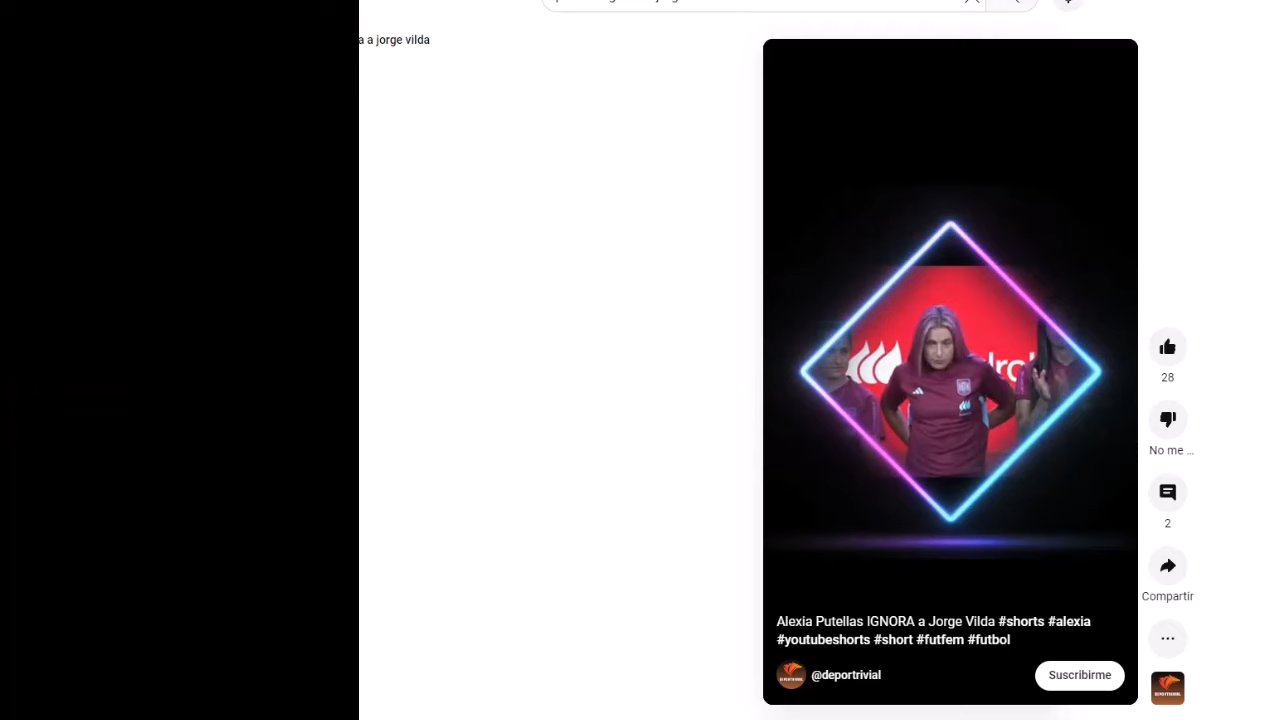 a a jorge vilda
28
No me ...
2
Compartir
Alexia Putellas IGNORA a Jorge Vilda #shorts #alexia
#youtubeshorts #short #futfem #futbol
@deportrivial
Suscribirme